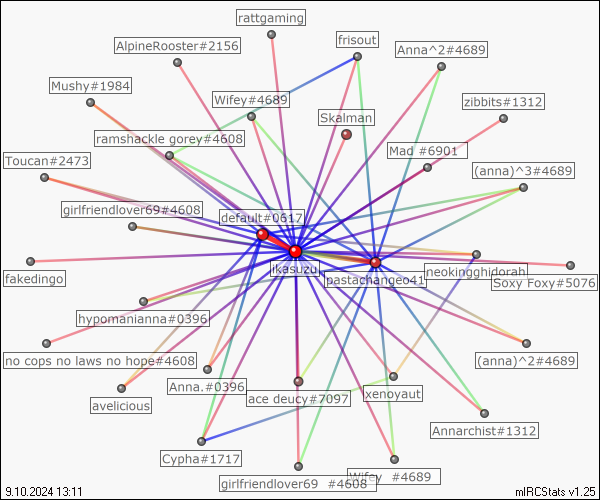 rattgaming
frisout
AlpineRooster#2156
Anna^2#4689
Mushy#1984
Wifey#4689
zibbits#1312
Skalman
ramshackle gorey#4608
Mad #6901
Toucan#2473
(anna)^3#4689
girlfriendlover69#4608
default#0617
ikasuzu
neokingghidorah
fakedingo
pastachangeo41
Soxy Foxy#5076
hypomanianna#0396
no cops no laws no hope#4608
(anna)^2#4689
Anna.#0396
xenoyaut
ace deucy#7097
avelicious
Annarchist#1312
Cypha#1717
Wifey #4689
girlfriendlover69 #4608
9.10.2024 13:11
mIRCStats v1.25